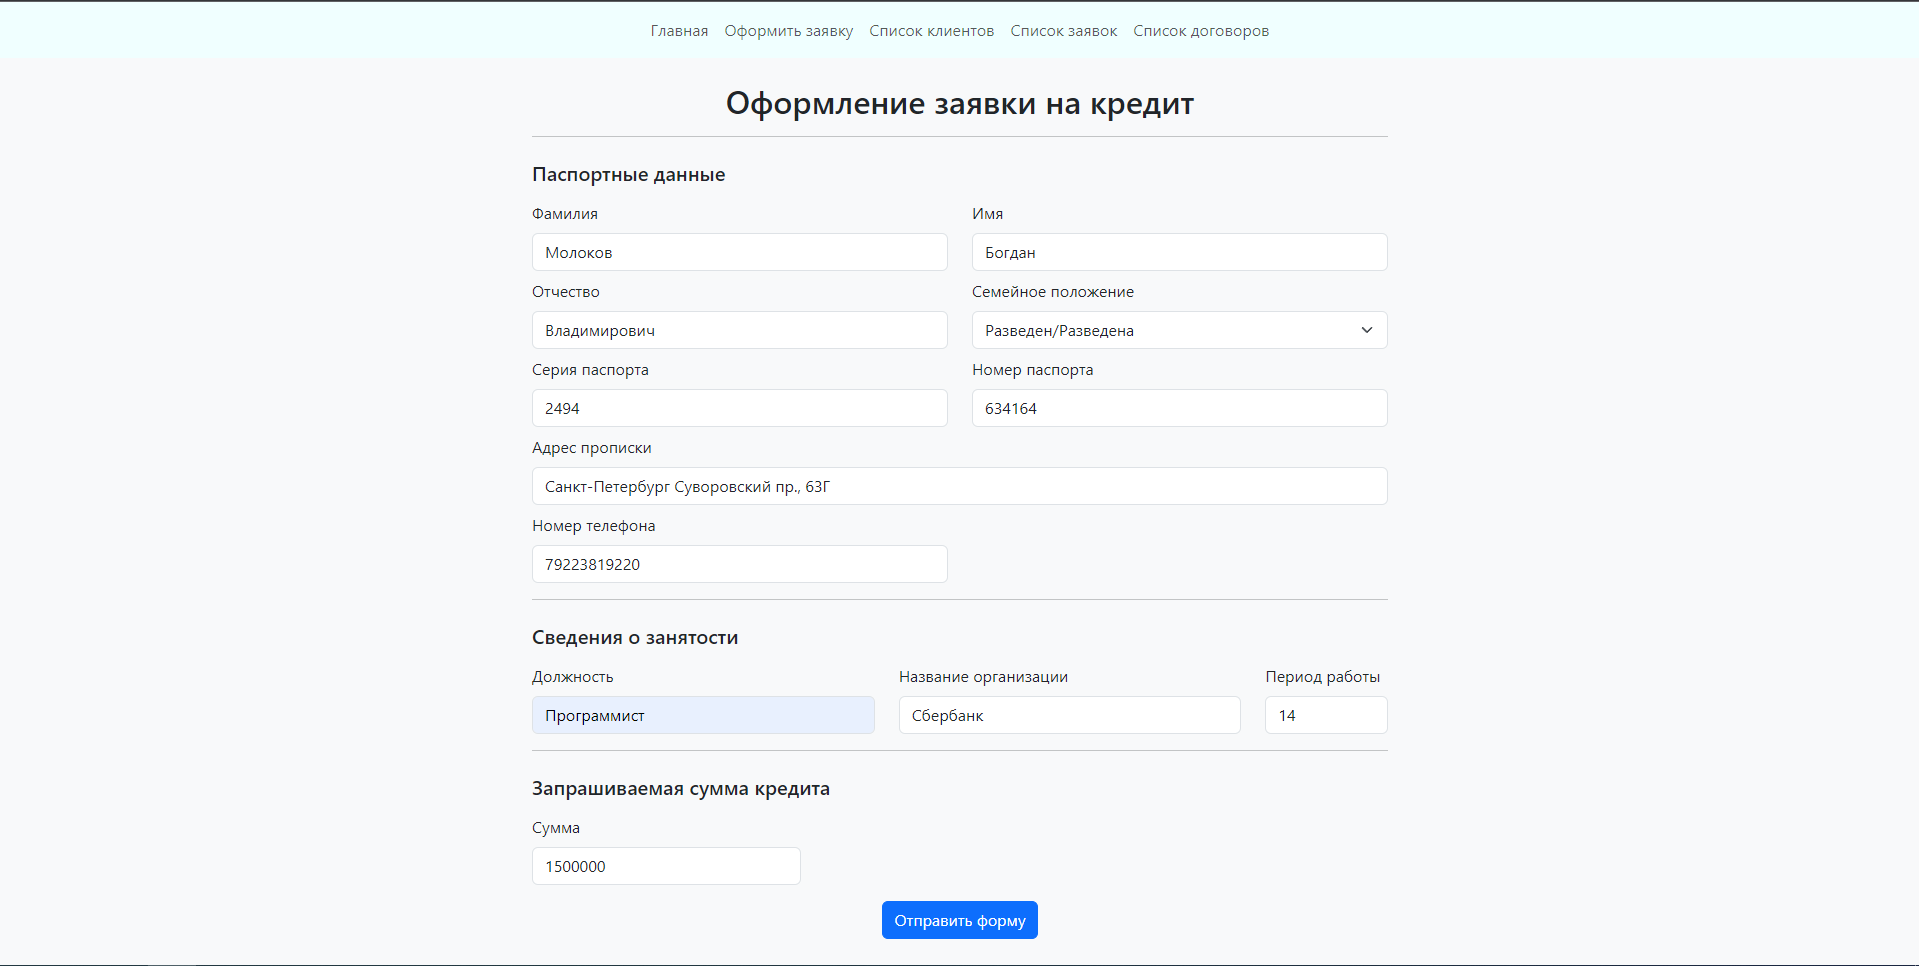 Главная Оформить заявку Список клиентов Список заявок Список договоров
Оформление заявки на кредит
Паспортные данные
Фамилия Имя
Молоков Богдан
Отчество Семейное положение
Владимирович Разведен/Разведена
Серия паспорта Номер паспорта
2494 634164
Адрес прописки
Санкт-Петербург Суворовский пр., 63Г
Номер телефона
79223819220
Сведения о занятости
Должность Название организации Период работы
Программист Сбербанк 14
Запрашиваемая сумма кредита
Сумма
1500000
Отправить форму